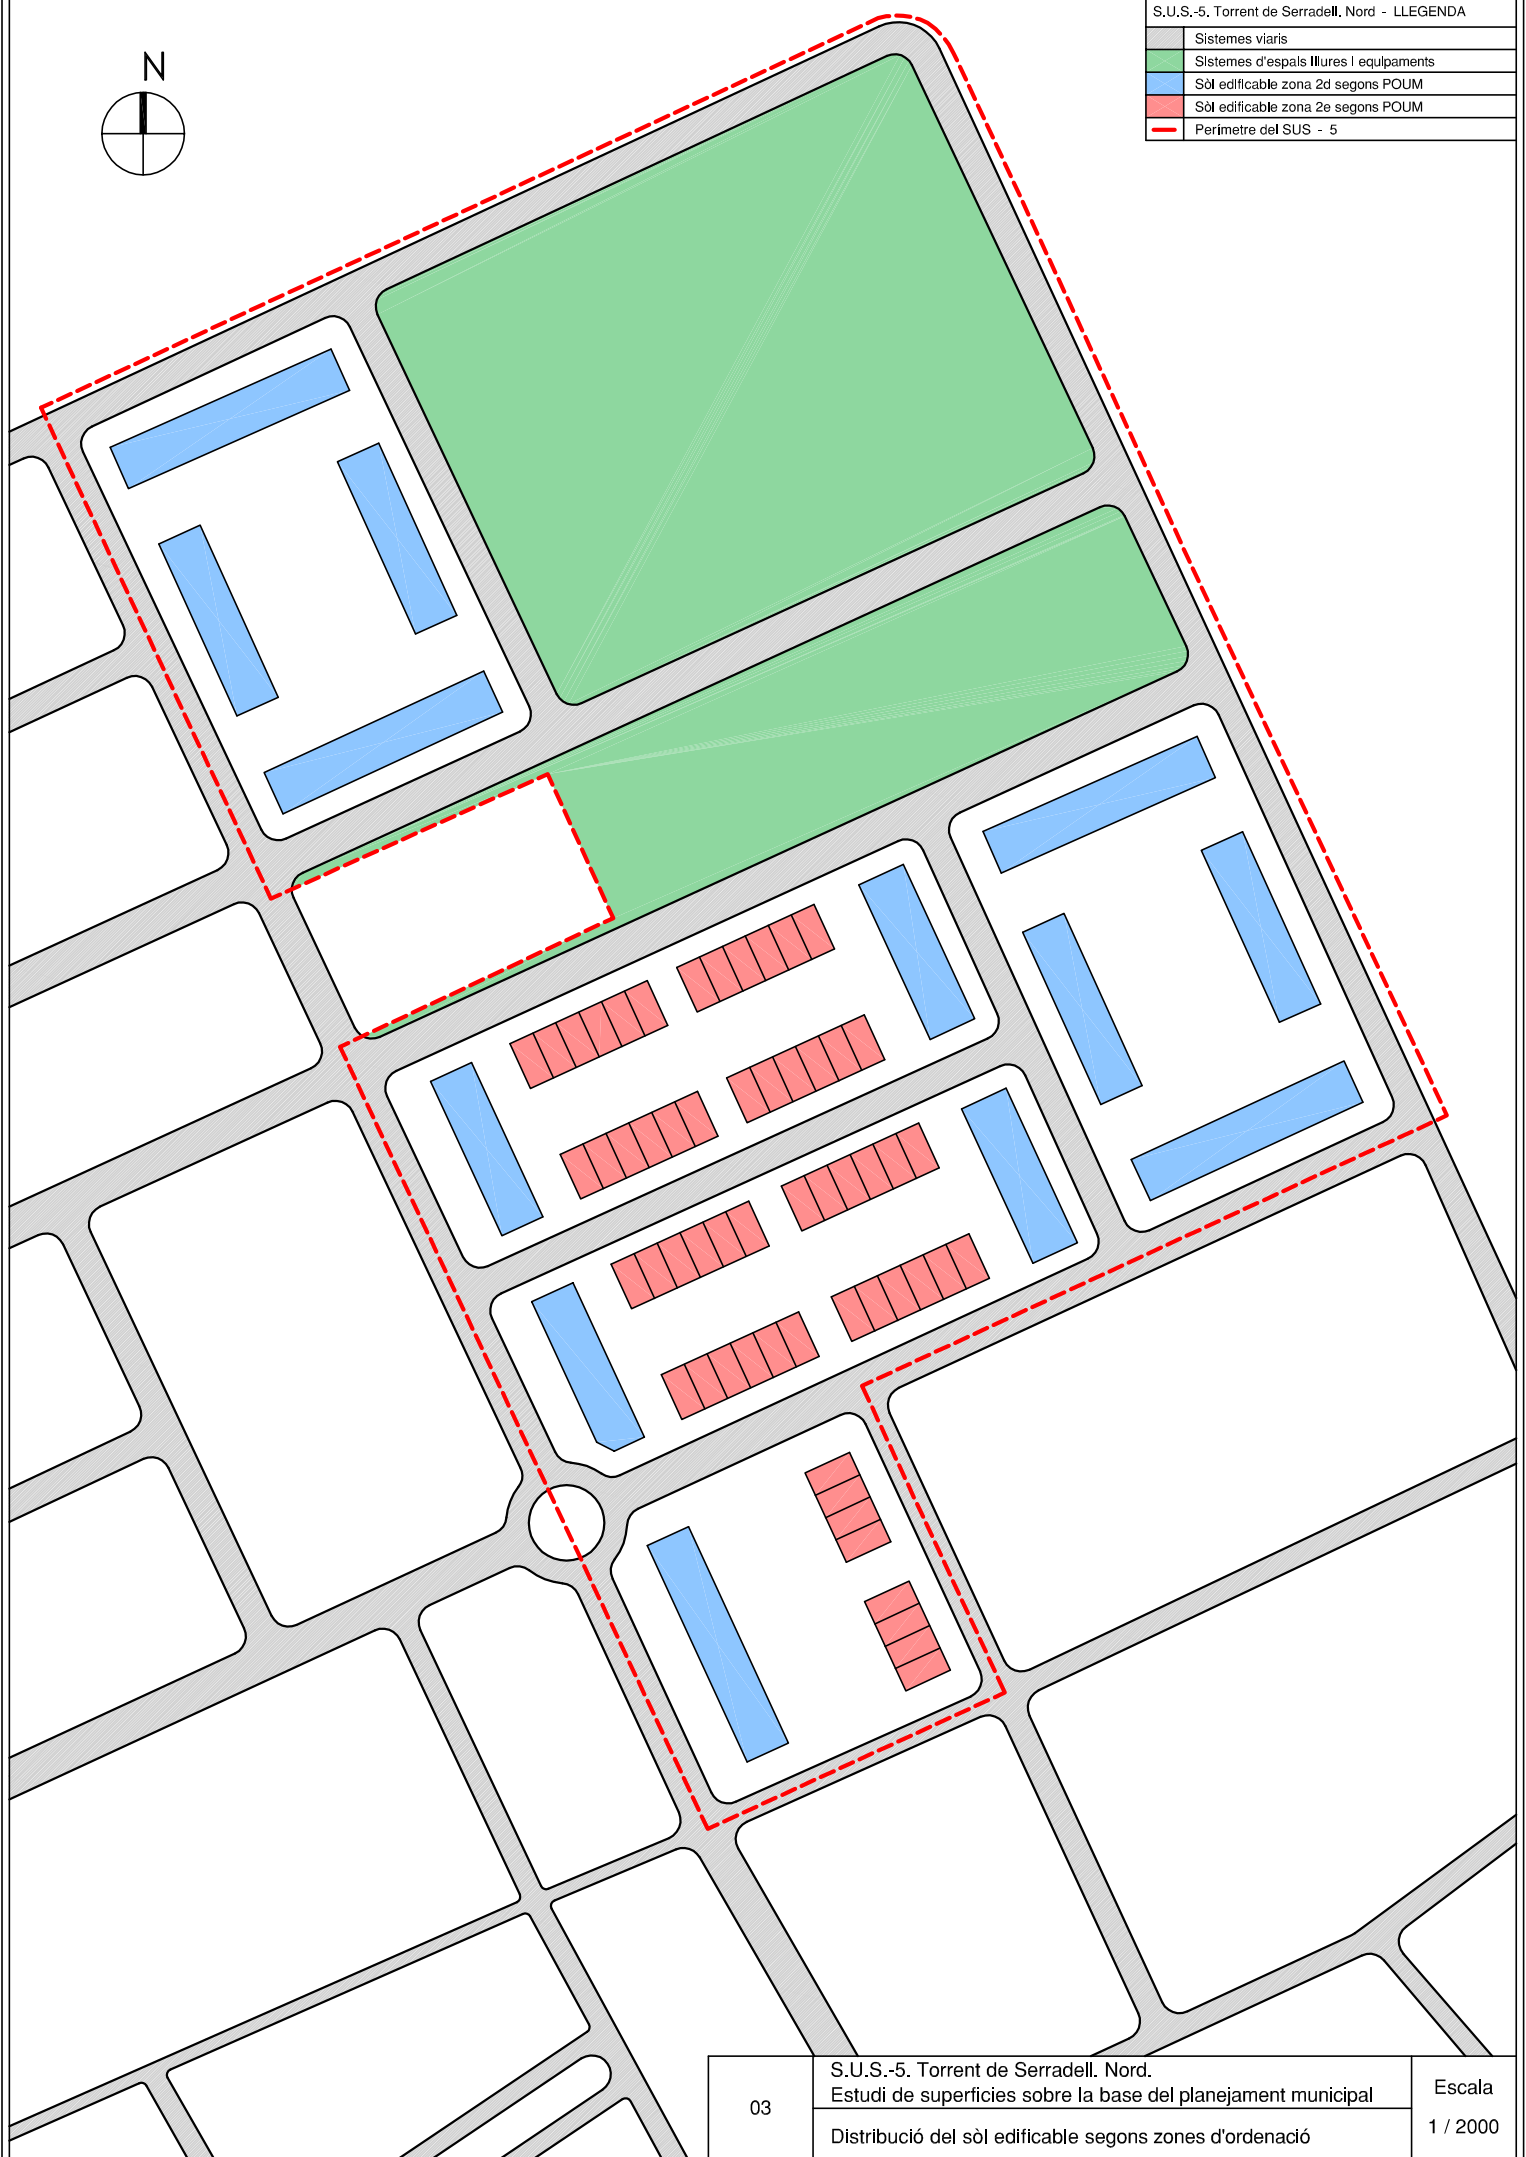 S.U.S.-5. Torrent de Serradell. Nord - LLEGENDA
Sistemes viaris
Sistemes d'espais lliures i equipaments
Sòl edificable zona 2d segons POUM
Sòl edificable zona 2e segons POUM
Perímetre del SUS - 5
N
03
S.U.S.-5. Torrent de Serradell. Nord.
Estudi de superfícies sobre la base del planejament municipal
Distribució del sòl edificable segons zones d'ordenació
Escala
1 / 2000